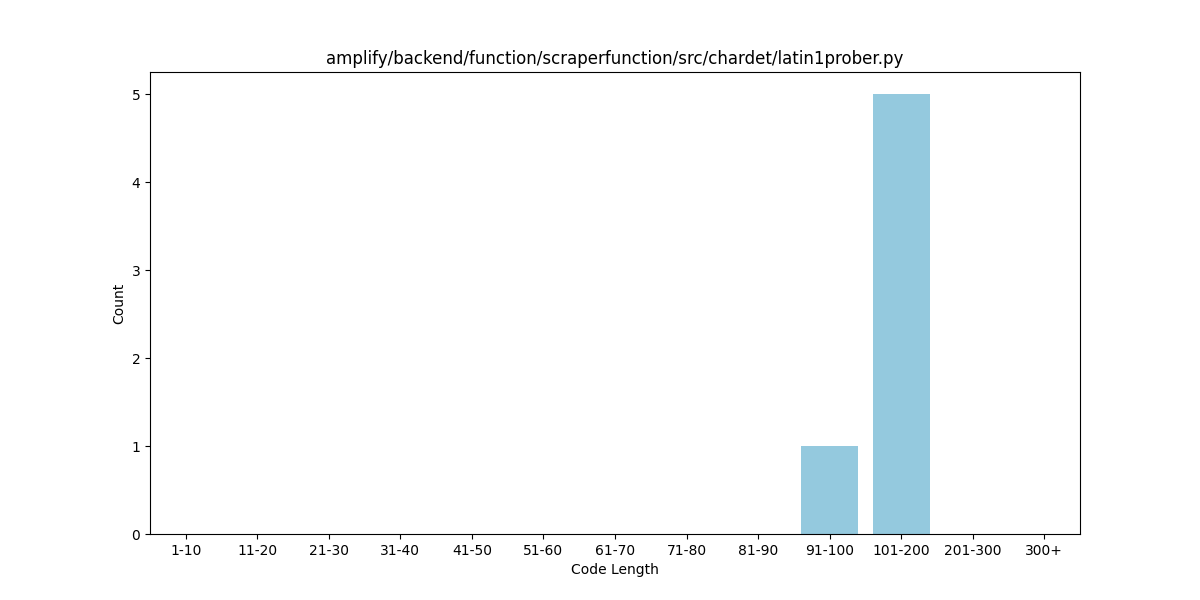 amplify/backend/function/scraperfunction/src/chardet/latin1prober.py
5
4
3
2
1
0
Count
1-10 11-20 21-30 31-40 41-50 51-60 61-70 71-80 81-90 91-100 101-200 201-300 300+
Code Length